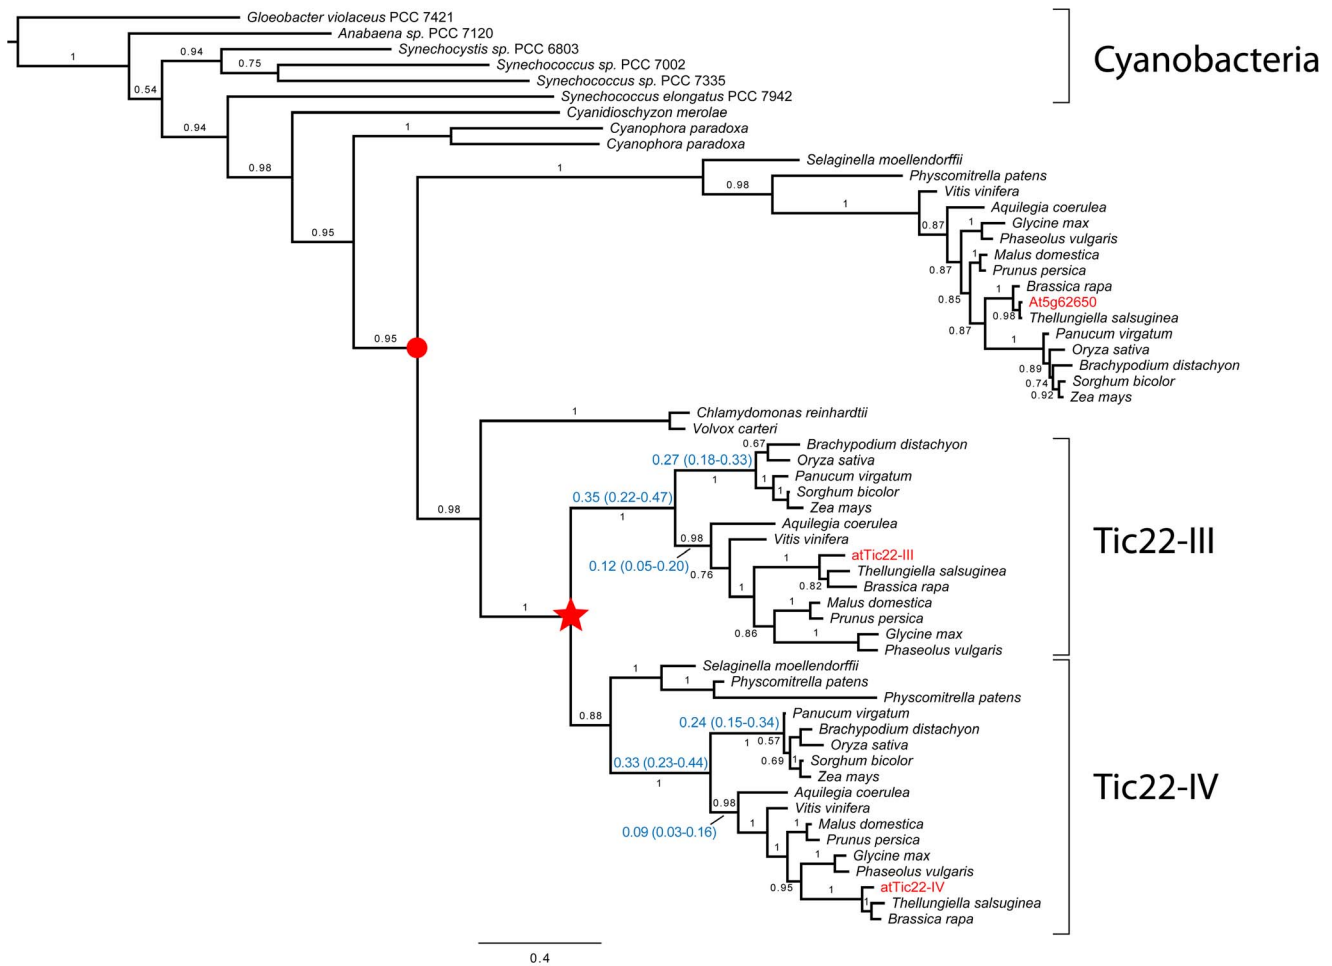 Gloeobacter violaceus PCC 7421
Anabaena sp. PCC 7120
1
0.94
Synechocystis sp. PCC 6803
0.75
Synechococcus sp. PCC 7002
Cyanobacteria
Synechococcus sp. PCC 7335
0.54
Synechococcus elongatus PCC 7942
Cyanidioschyzon merolae
0.94
1
Cyanophora paradoxa
Cyanophora paradoxa
Selaginella moellendorffii
0.98
1
Physcomitrella patens
0.98
Vitis vinifera
1
Aquilegia coerulea
0.87
1
Glycine max
0.95
Phaseolus vulgaris
1
Malus domestica
0.87
Prunus persica
1
Brassica rapa
0.85
At5g62650
0.98
Thellungiella salsuginea
0.87
Panucum virgatum
0.95
1
Oryza sativa
0.89
Brachypodium distachyon
0.74
Sorghum bicolor
0.92
Zea mays
1
Chlamydomonas reinhardtii
Volvox carteri
0.67
Brachypodium distachyon
0.27 (0.18-0.33)
Oryza sativa
1
1
Panucum virgatum
0.35 (0.22-0.47)
1
Sorghum bicolor
0.98
1
Zea mays
Aquilegia coerulea
0.98
Vitis vinifera
Tic22-III
1
atTic22-III
0.12 (0.05-0.20)
0.76
Thellungiella salsuginea
1
0.82
Brassica rapa
1
1
Malus domestica
Prunus persica
0.86
1
Glycine max
Phaseolus vulgaris
1
Selaginella moellendorffii
1
Physcomitrella patens
Physcomitrella patens
0.88
0.24 (0.15-0.34)
Panucum virgatum
Brachypodium distachyon
1
0.57
Oryza sativa
0.33 (0.23-0.44)
0.69
1
Sorghum bicolor
1
Zea mays
Tic22-IV
Aquilegia coerulea
0.98
Vitis vinifera
0.09 (0.03-0.16)
1
1
Malus domestica
Prunus persica
1
1
Glycine max
Phaseolus vulgaris
0.95
1
atTic22-IV
1
Thellungiella salsuginea
Brassica rapa
0.4